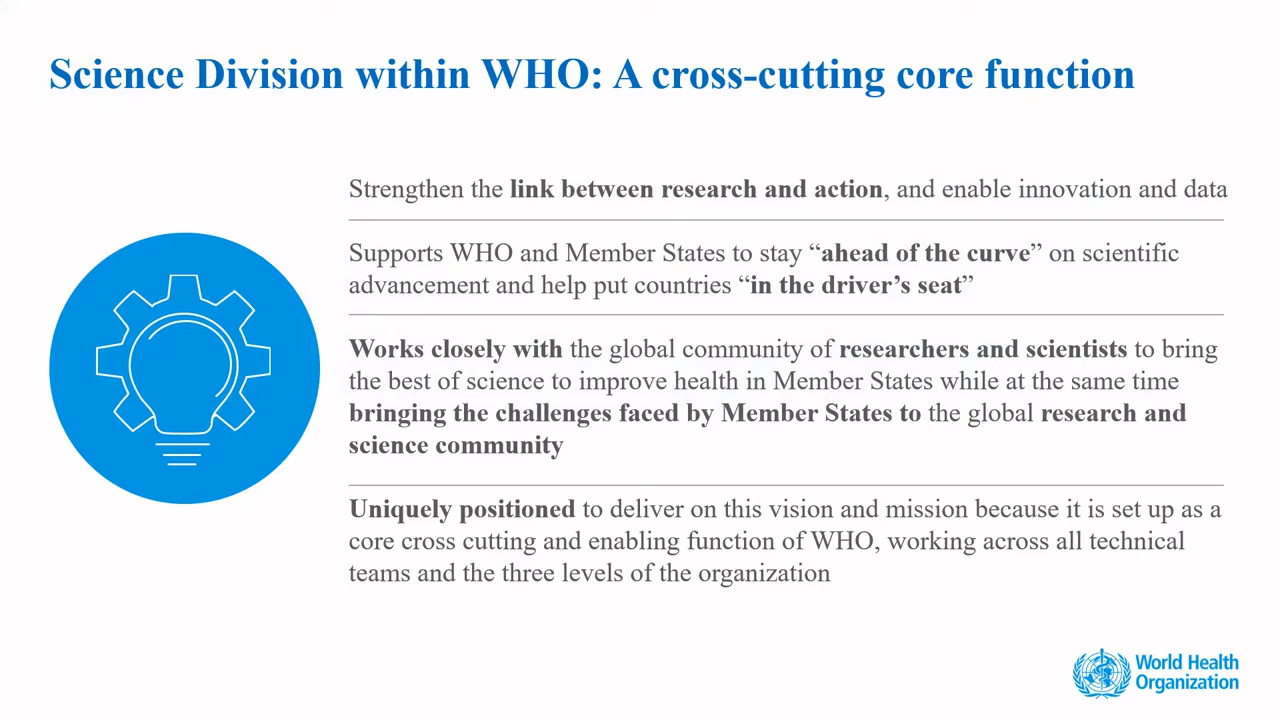 Science Division within WHO: A cross-cutting core function
Strengthen the link between research and action, and enable innovation and data
Supports WHO and Member States to stay “ahead of the curve” on scientific
advancement and help put countries “in the driver’s seat”
Works closely with the global community of researchers and scientists to bring
the best of science to improve health in Member States while at the same time
bringing the challenges faced by Member States to the global research and
science community
Uniquely positioned to deliver on this vision and mission because it is set up as a
core cross cutting and enabling function of WHO, working across all technical
teams and the three levels of the organization
World Health
Organization